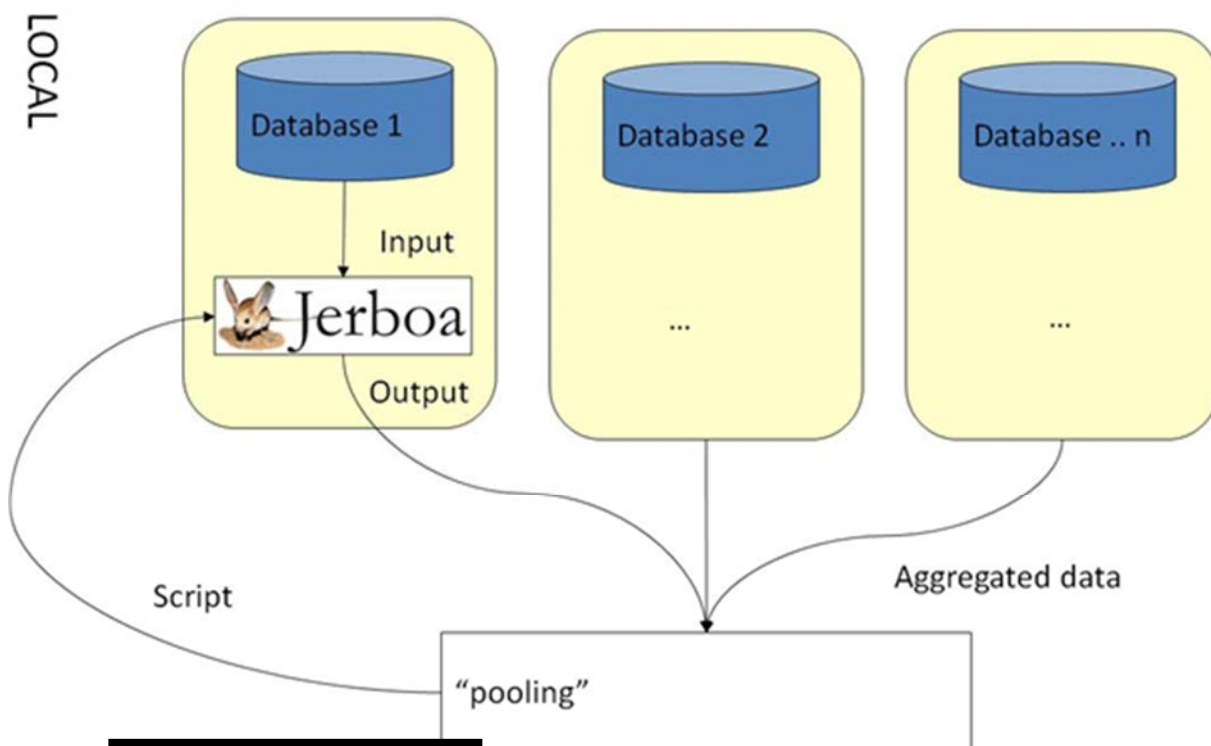 LOCAL
Database 1
Database 2
Database .. n
Input
Jerboa
...
...
Output
Aggregated data
Script
“pooling”